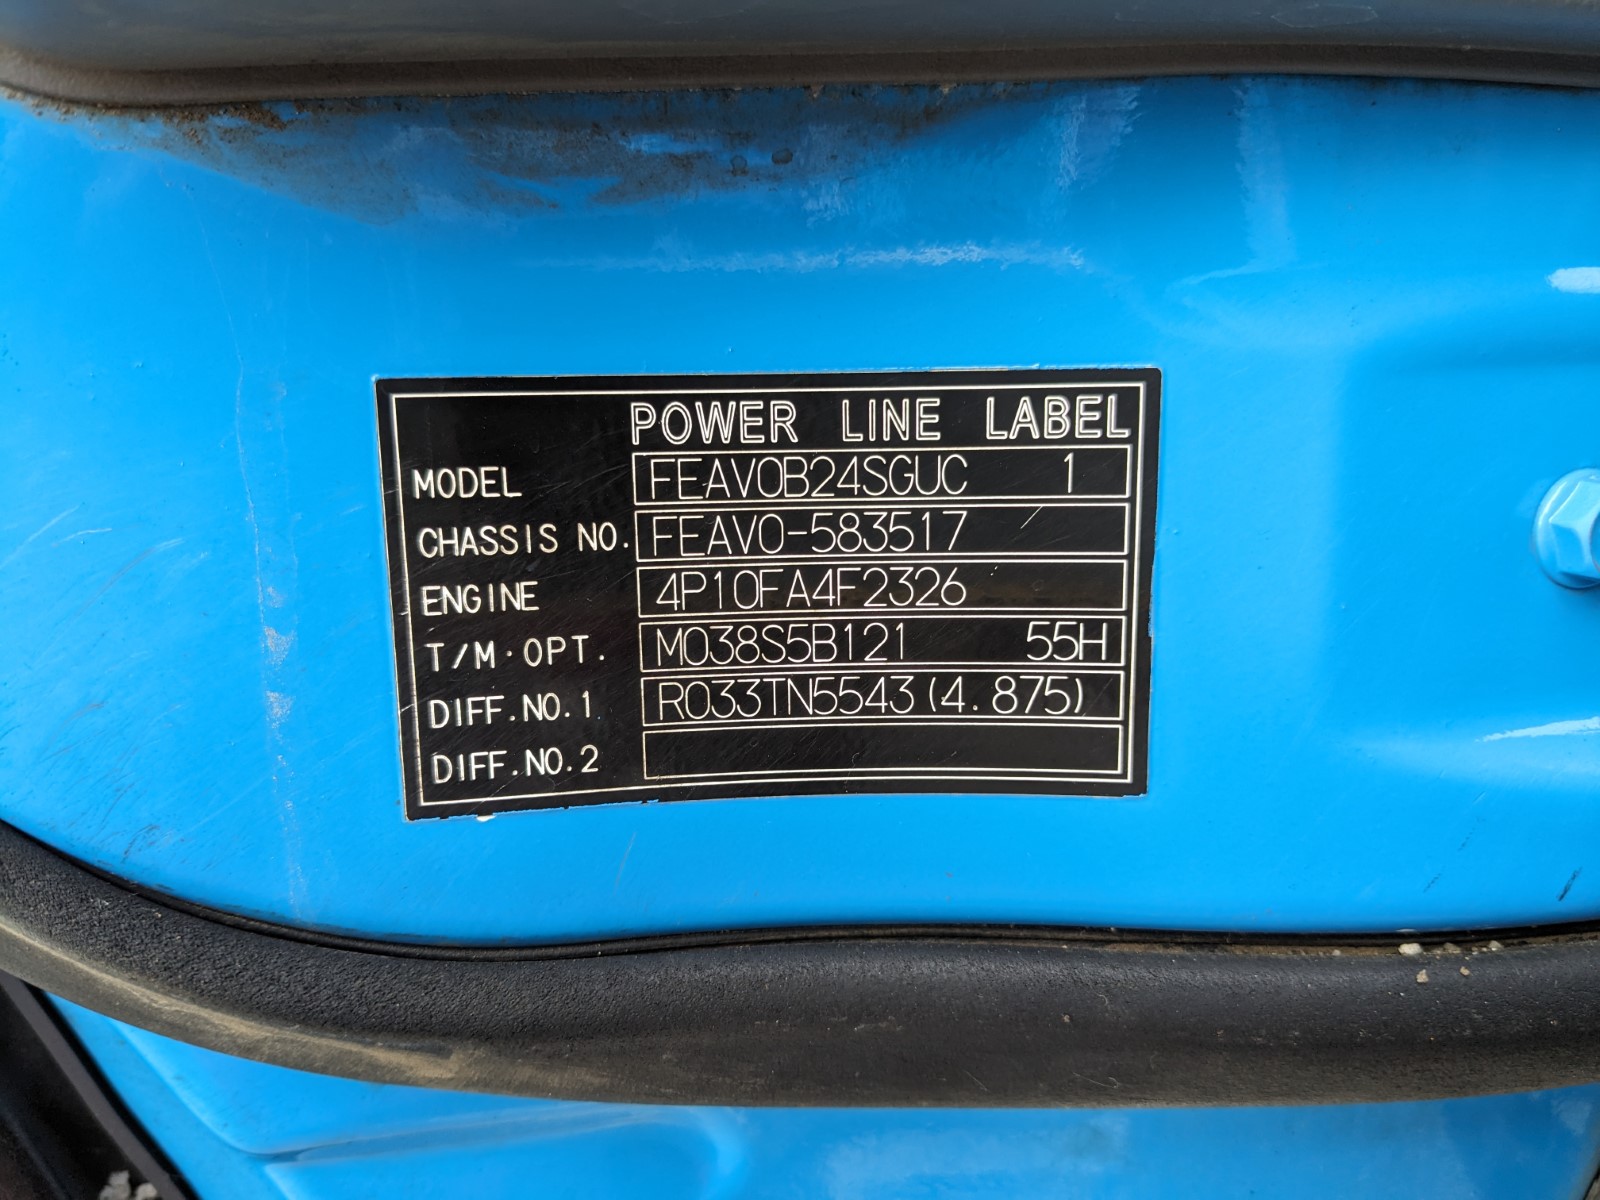 POWER LINE LABEL
MODEL FEAV0B24SGUC 1
CHASSIS NO. FEAV0-583517
ENGINE 4P10FA4F2326
T/M·OPT. M038S5B121 55H
DIFF.NO.1 R033TN5543(4.875)
DIFF.NO.2